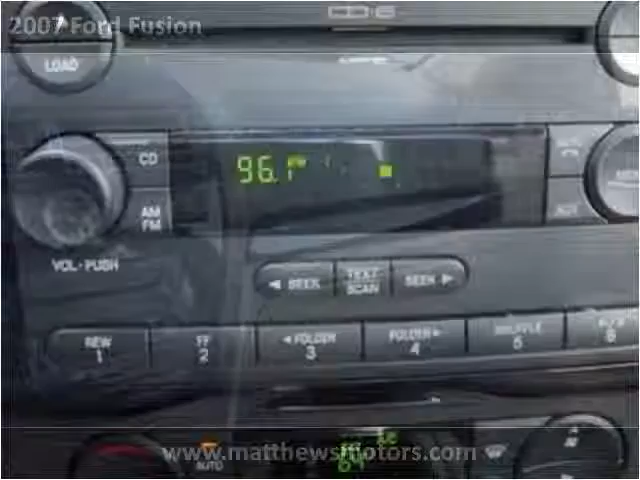 2007 Ford Fusion
CD6
LOAD
CD
96.1
AM
FM
AUX
VOL-PUSH
◄ SEEK TEXT SCAN SEEK ►
REW FF ◄FOLDER FOLDER► SHUFFLE
1 2 3 4 5 6
AUTO
www.matthewsmotors.com